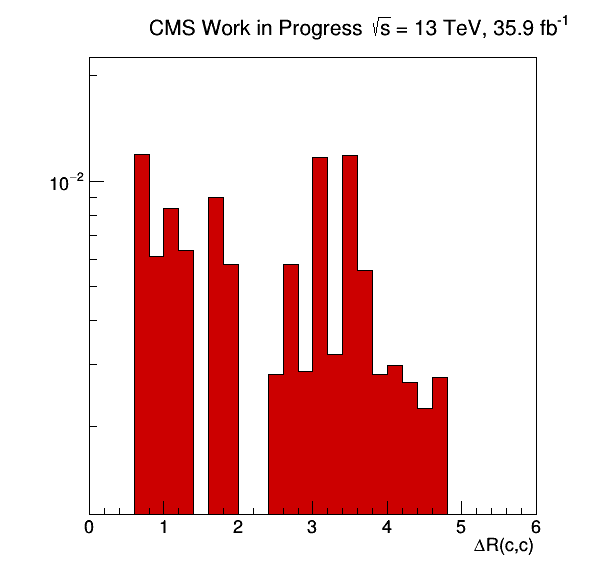 CMS Work in Progress √s = 13 TeV, 35.9 fb⁻¹
10⁻²
0 1 2 3 4 5 6
ΔR(c,c)